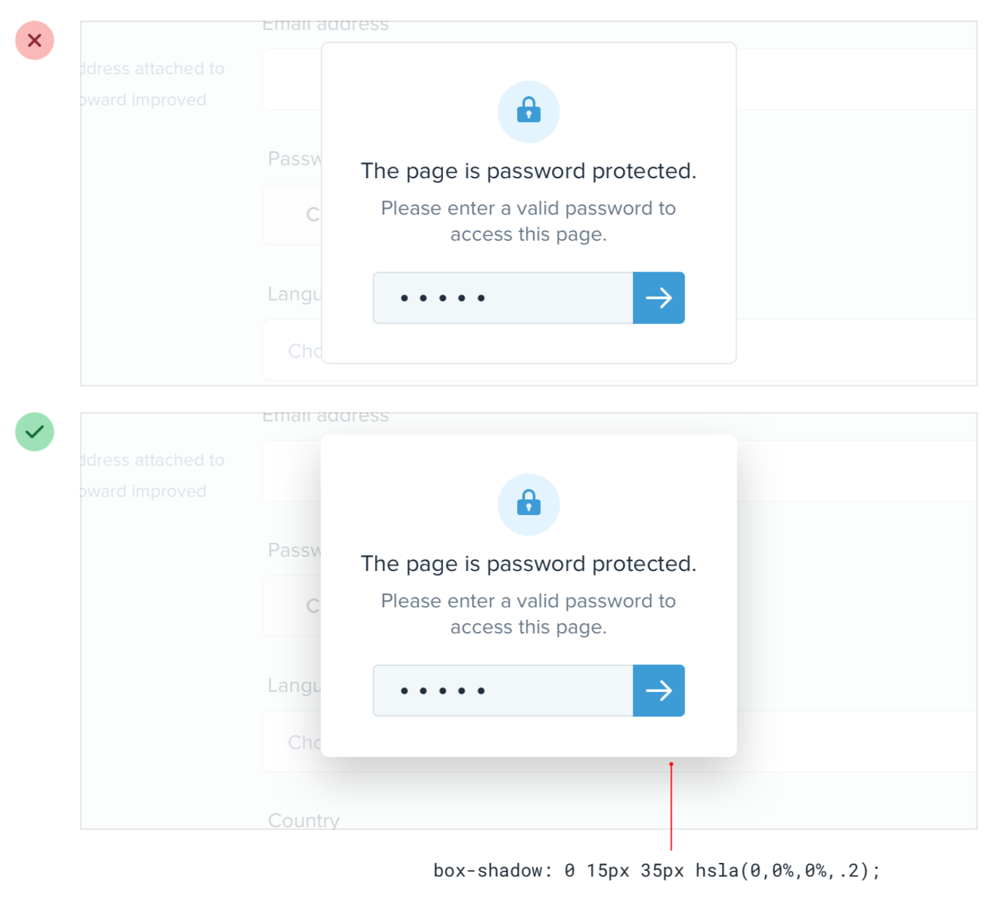 Email address
ddress attached to
oward improved
The page is password protected.
Passw
Please enter a valid password to
access this page.
C
Langu
Cho
Email address
ddress attached to
oward improved
Passw
The page is password protected.
Please enter a valid password to
access this page.
C
Langu
Cho
Country
box-shadow: 0 15px 35px hsla(0,0%,0%,.2);